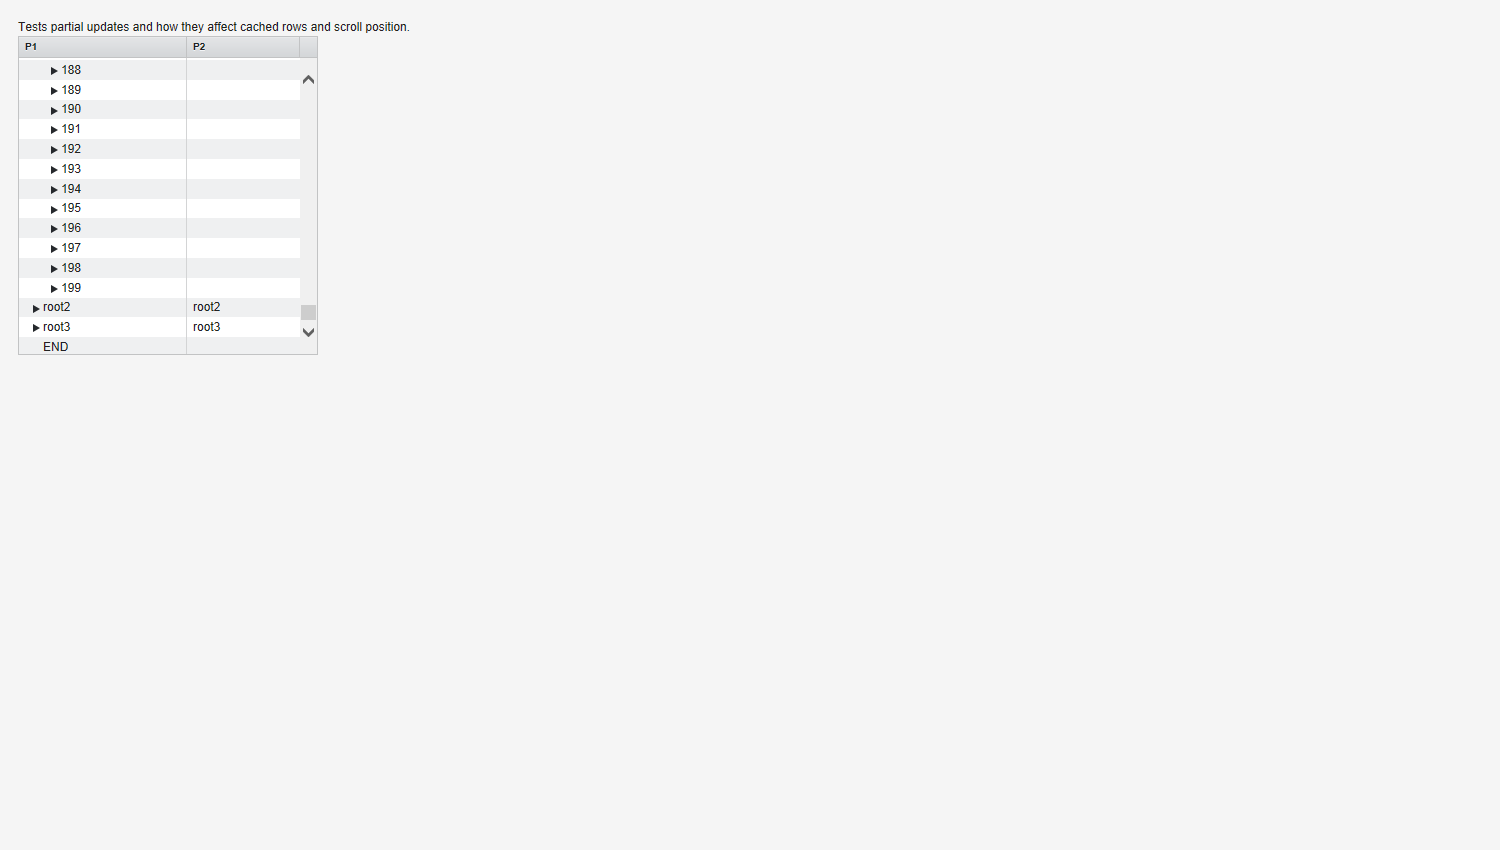 Tests partial updates and how they affect cached rows and scroll position.
P1 P2
188
189
190
191
192
193
194
195
196
197
198
199
root2 root2
root3 root3
END